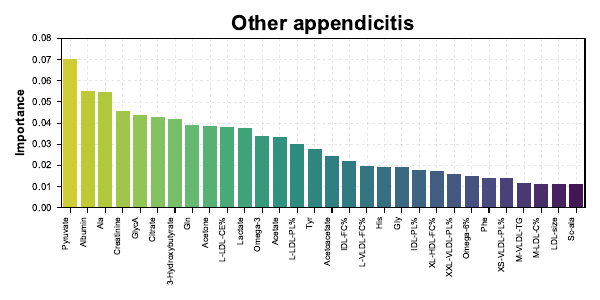 Other appendicitis
Importance
0.08
0.07
0.06
0.05
0.04
0.03
0.02
0.01
0.00
Pyruvate
Albumin
Ala
Creatinine
GlycA
Citrate
3-Hydroxybutyrate
Gln
Acetone
L-LDL-CE%
Lactate
Omega-3
Acetate
L-LDL-PL%
Tyr
Acetoacetate
IDL-FC%
L-VLDL-FC%
His
Gly
IDL-PL%
XL-HDL-FC%
XXL-VLDL-PL%
Omega-6%
Phe
XS-VLDL-PL%
M-VLDL-TG
M-LDL-C%
LDL-size
Sc-ala